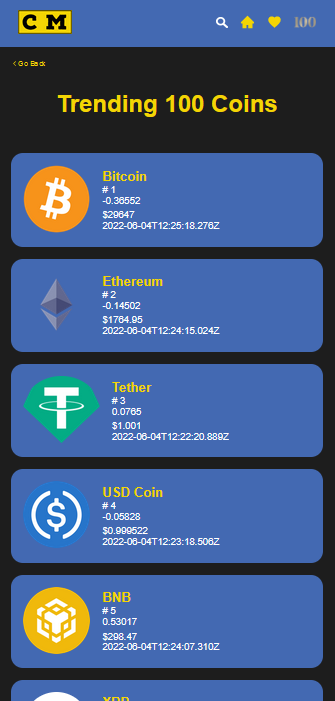 C M
100
< Go Back
Trending 100 Coins
Bitcoin
# 1
-0.36552
$29647
2022-06-04T12:25:18.276Z
Ethereum
# 2
-0.14502
$1764.95
2022-06-04T12:24:15.024Z
Tether
# 3
0.0765
$1.001
2022-06-04T12:22:20.889Z
USD Coin
# 4
-0.05828
$0.999522
2022-06-04T12:23:18.506Z
BNB
# 5
0.53017
$298.47
2022-06-04T12:24:07.310Z
XRP